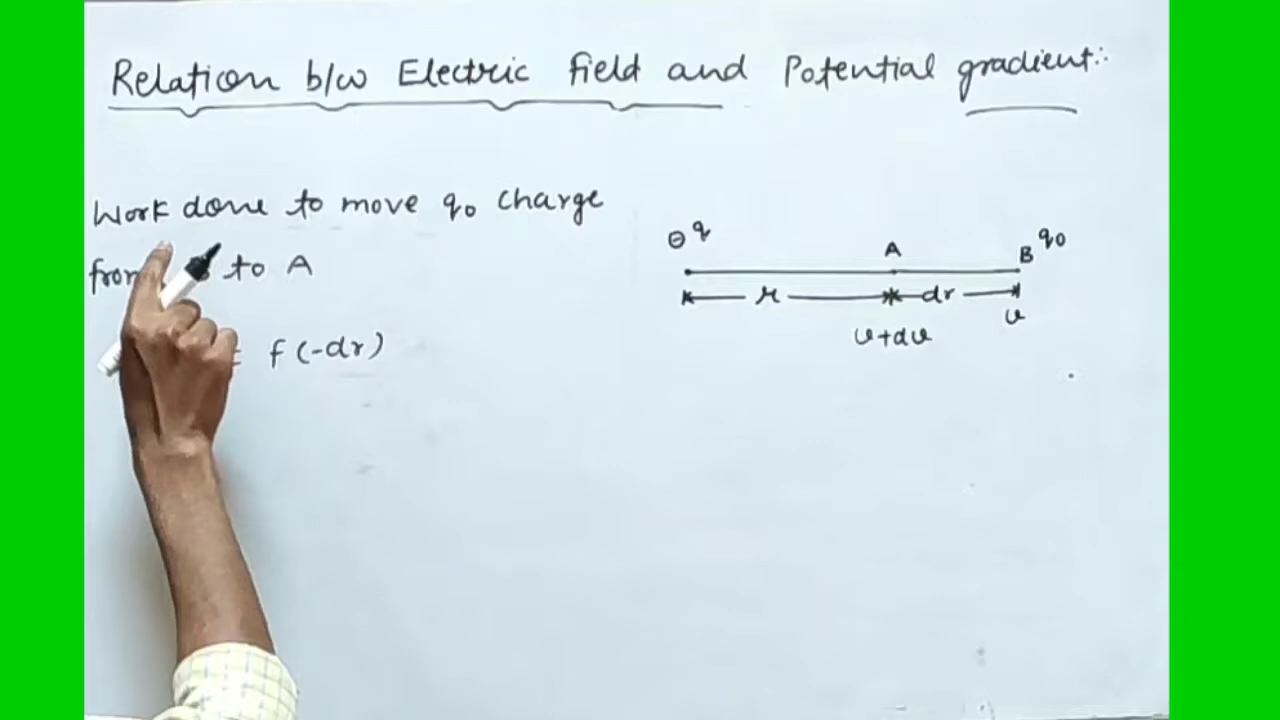 Relation b/w Electric field and Potential gradient:-
Work done to move q₀ charge
to A
f(-dr)
⊖ q
A
B q₀
r
dr
v
v+dv